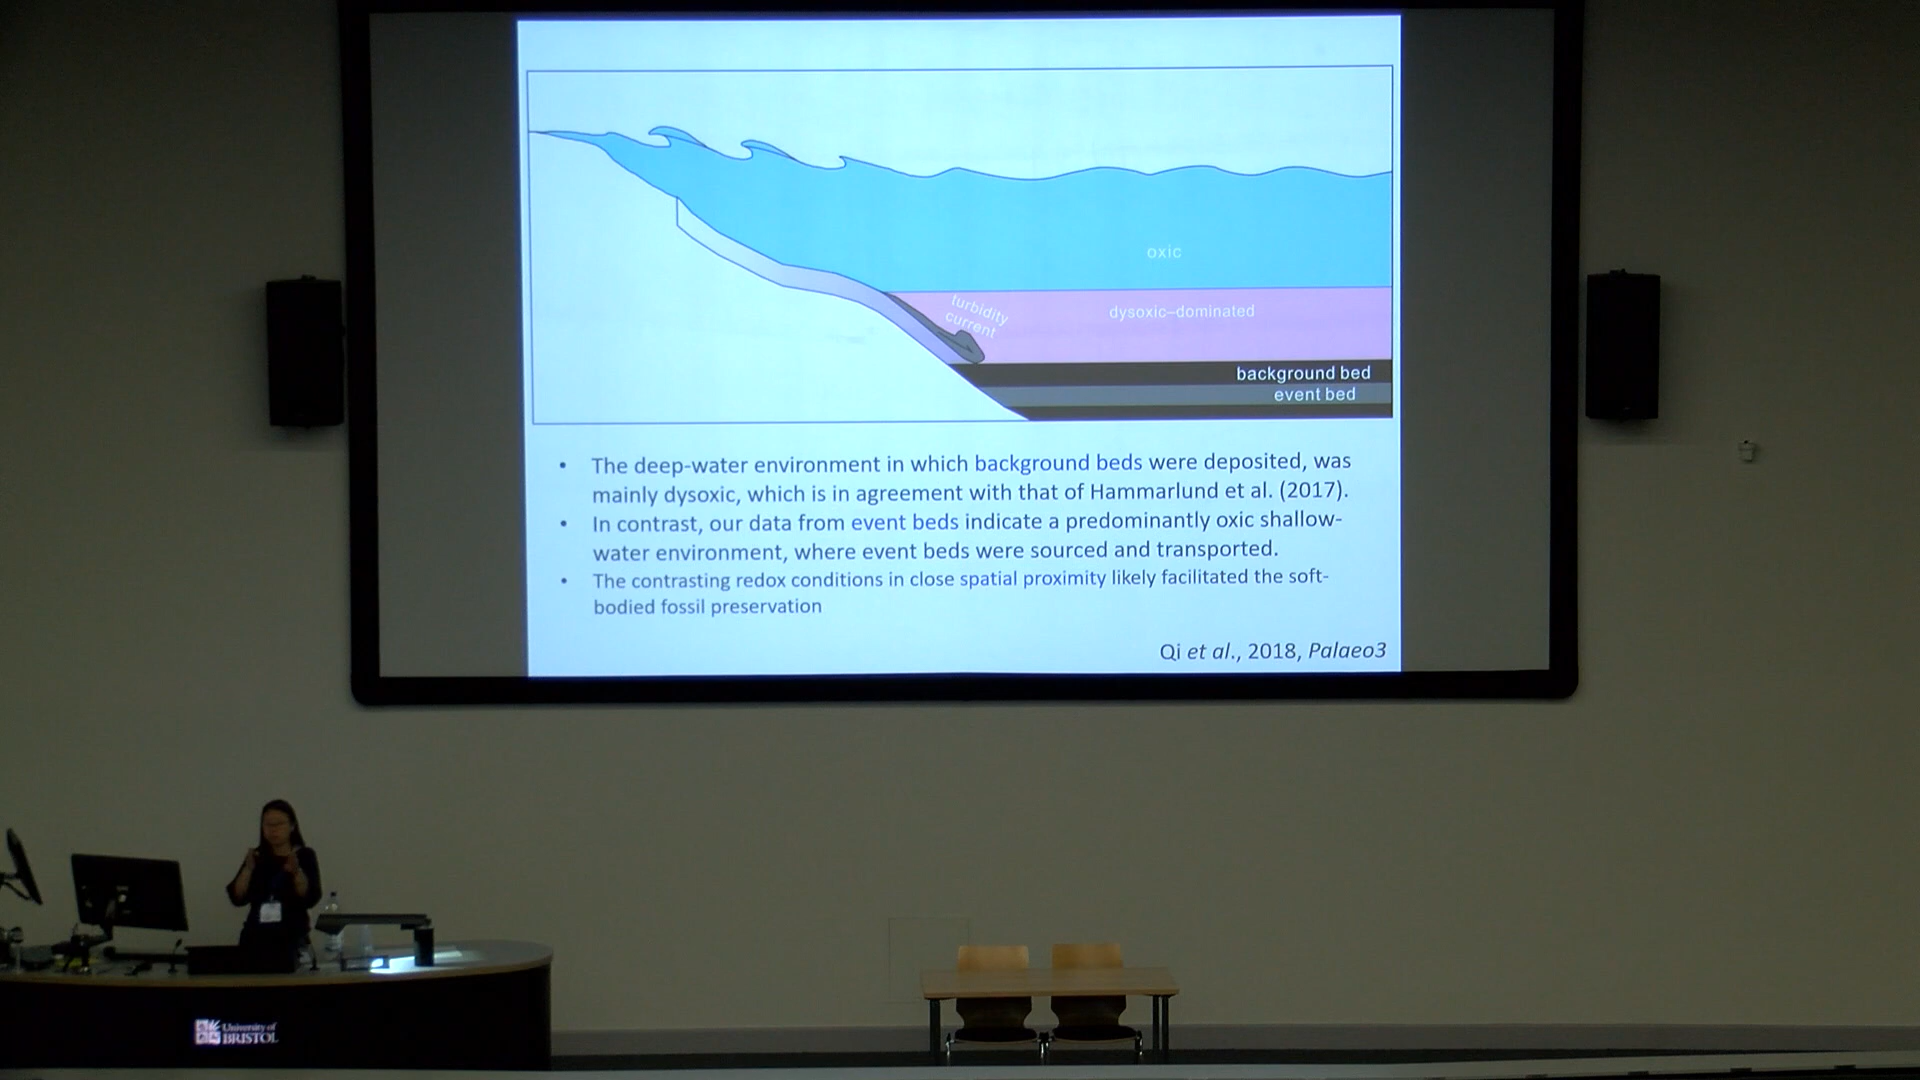 oxic
turbidity
current
dysoxic–dominated
background bed
event bed
• The deep-water environment in which background beds were deposited, was
mainly dysoxic, which is in agreement with that of Hammarlund et al. (2017).
• In contrast, our data from event beds indicate a predominantly oxic shallow-
water environment, where event beds were sourced and transported.
• The contrasting redox conditions in close spatial proximity likely facilitated the soft-
bodied fossil preservation
Qi et al., 2018, Palaeo3
University of
BRISTOL